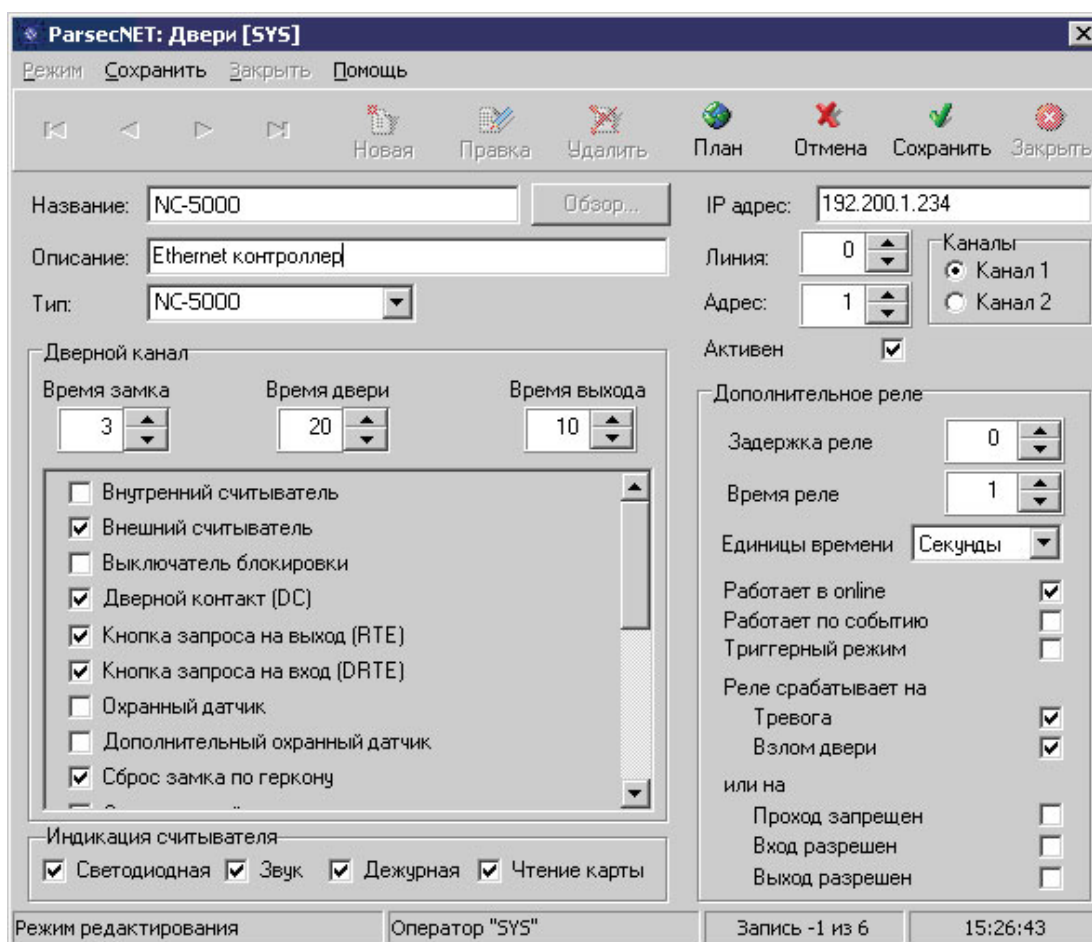 ParsecNET: Двери [SYS]
Режим Сохранить Закрыть Помощь
Новая Правка Удалить План Отмена Сохранить Закрыть
Название: NC-5000 Обзор...
Описание: Ethernet контроллер
Тип: NC-5000
IP адрес: 192.200.1.234
Линия: 0
Адрес: 1
Каналы
Канал 1
Канал 2
Активен
Дверной канал
Время замка Время двери Время выхода
3 20 10
Внутренний считыватель
Внешний считыватель
Выключатель блокировки
Дверной контакт (DC)
Кнопка запроса на выход (RTE)
Кнопка запроса на вход (DRTE)
Охранный датчик
Дополнительный охранный датчик
Сброс замка по геркону
Индикация считывателя
Светодиодная Звук Дежурная Чтение карты
Дополнительное реле
Задержка реле 0
Время реле 1
Единицы времени Секунды
Работает в online
Работает по событию
Триггерный режим
Реле срабатывает на
Тревога
Взлом двери
или на
Проход запрещен
Вход разрешен
Выход разрешен
Режим редактирования Оператор "SYS" Запись -1 из 6 15:26:43